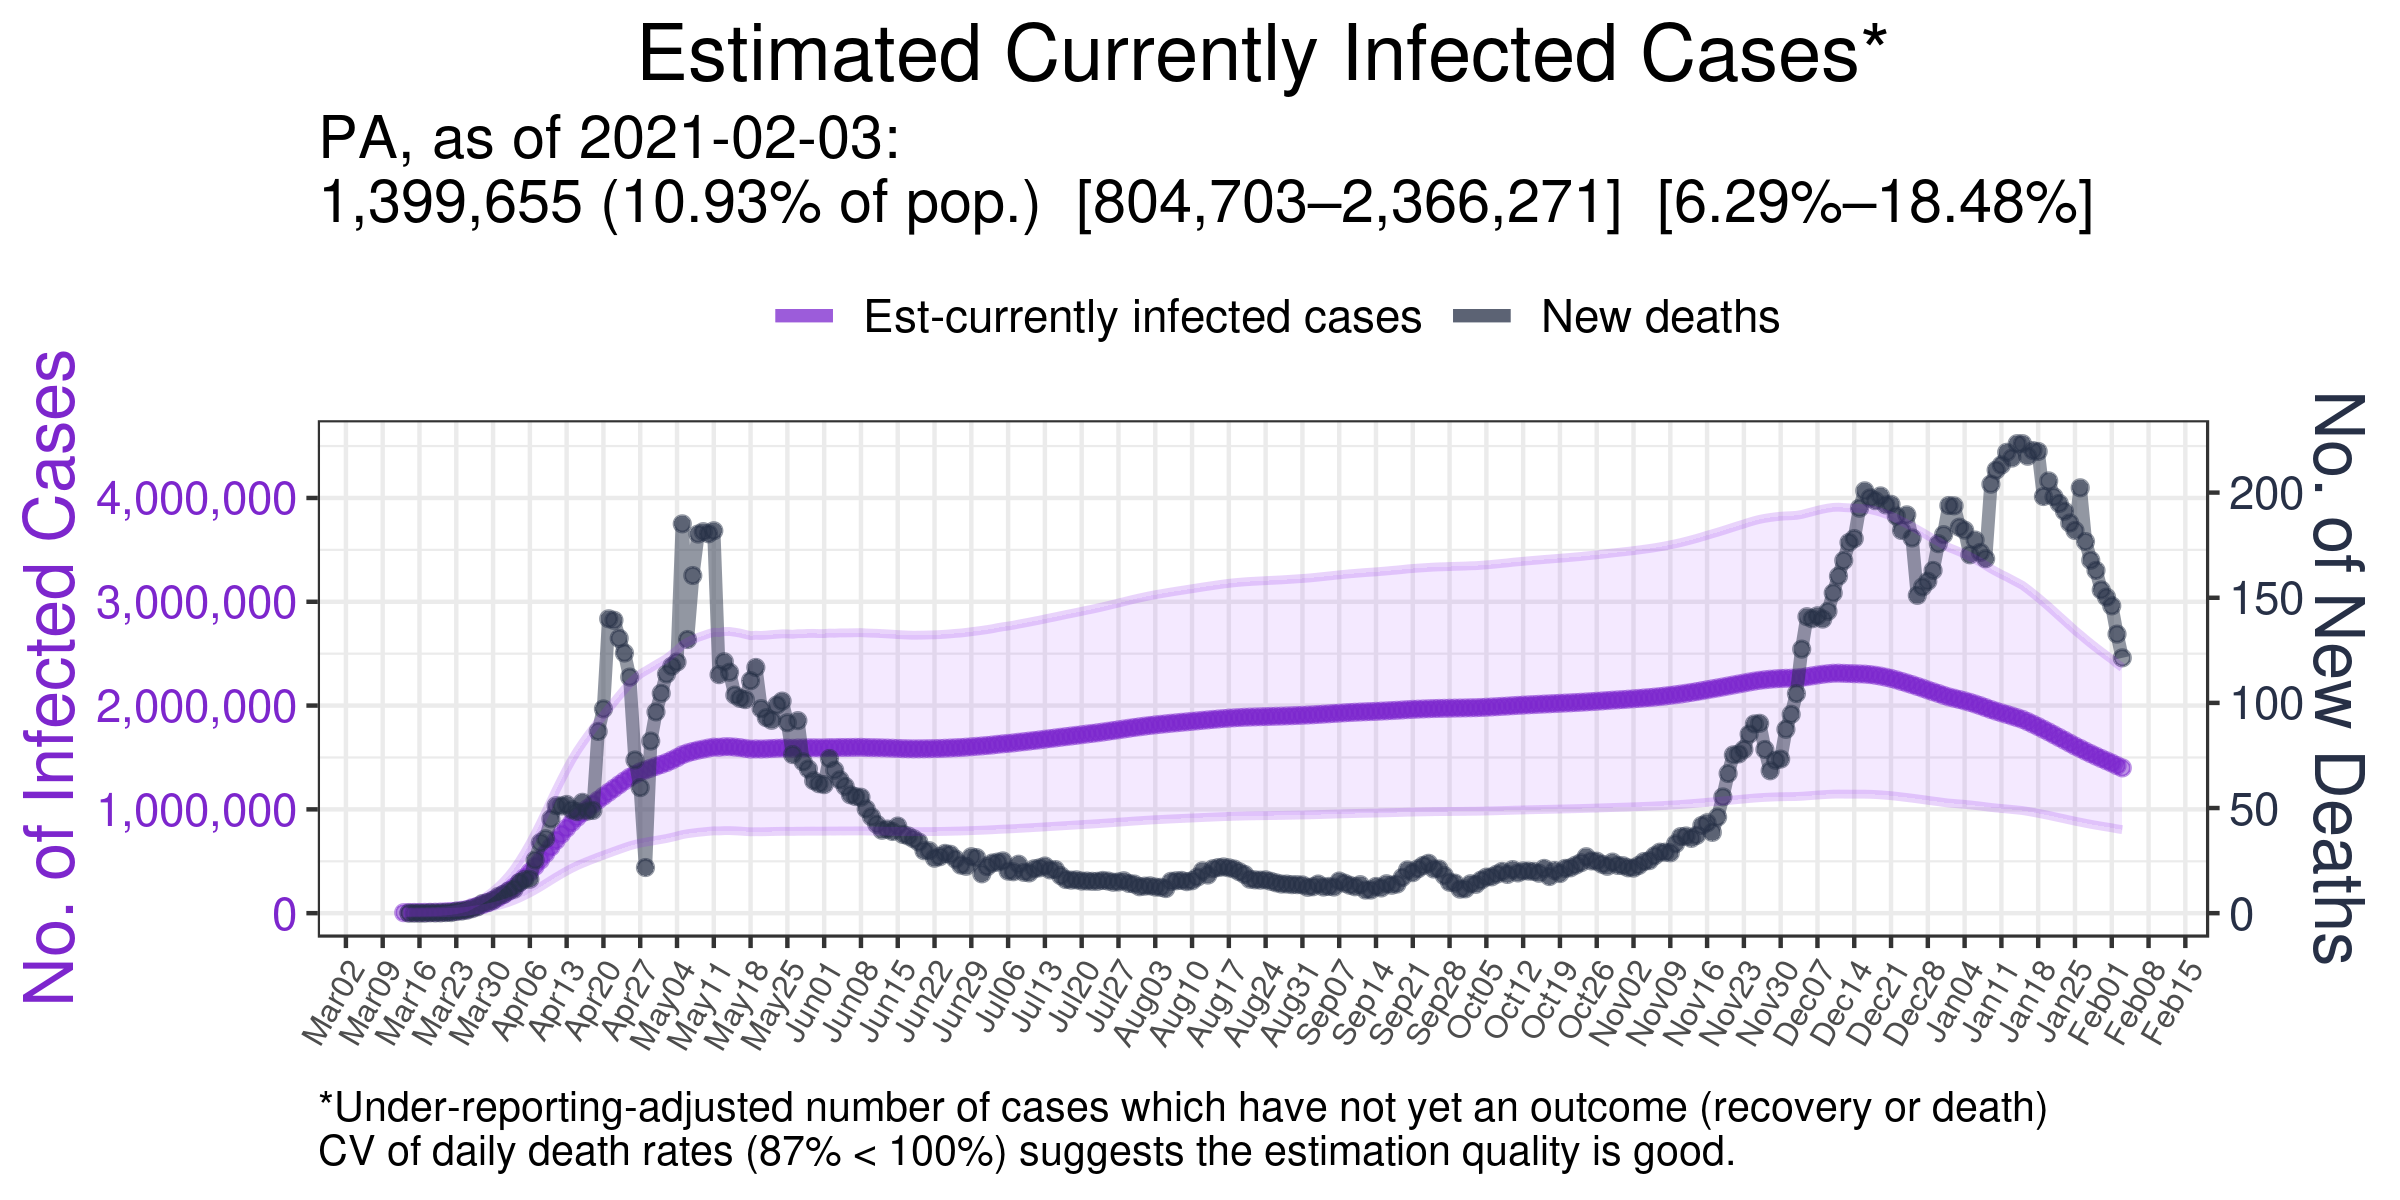 Estimated Currently Infected Cases*
PA, as of 2021-02-03:
1,399,655 (10.93% of pop.)  [804,703–2,366,271]  [6.29%–18.48%]
Est-currently infected cases
New deaths
No. of Infected Cases
4,000,000
3,000,000
2,000,000
1,000,000
0
200
150
100
50
0
No. of New Deaths
Mar02
Mar09
Mar16
Mar23
Mar30
Apr06
Apr13
Apr20
Apr27
May04
May11
May18
May25
Jun01
Jun08
Jun15
Jun22
Jun29
Jul06
Jul13
Jul20
Jul27
Aug03
Aug10
Aug17
Aug24
Aug31
Sep07
Sep14
Sep21
Sep28
Oct05
Oct12
Oct19
Oct26
Nov02
Nov09
Nov16
Nov23
Nov30
Dec07
Dec14
Dec21
Dec28
Jan04
Jan11
Jan18
Jan25
Feb01
Feb08
Feb15
*Under-reporting-adjusted number of cases which have not yet an outcome (recovery or death)
CV of daily death rates (87% < 100%) suggests the estimation quality is good.